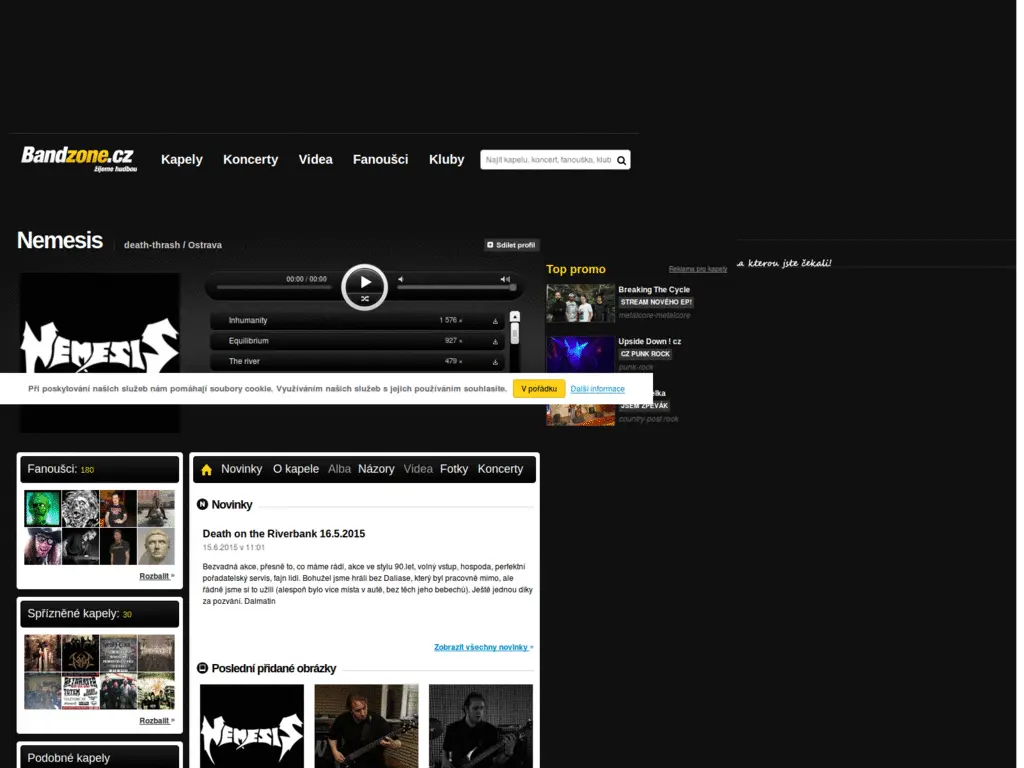 Bandzone.cz
žijeme hudbou
Kapely
Koncerty
Videa
Fanoušci
Kluby
Najít kapelu, koncert, fanouška, klub
Nemesis
death-thrash / Ostrava
Sdílet profil
a kterou jste čekali!
NEMESIS
00:00 / 00:00
Inhumanity 1 576 ×
Equilibrium 927 ×
The river 479 ×
Top promo
Reklama pro kapely
Breaking The Cycle
STREAM NOVÉHO EP!
metalcore-metalcore
Upside Down ! cz
CZ PUNK ROCK
punk-rock
elka
JSEM ZPĚVÁK
country-post rock
Při poskytování našich služeb nám pomáhají soubory cookie. Využíváním našich služeb s jejich používáním souhlasíte.
V pořádku
Další informace
Fanoušci: 180
Rozbalit »
Spřízněné kapely: 30
Rozbalit »
Podobné kapely
Novinky
O kapele
Alba
Názory
Videa
Fotky
Koncerty
Novinky
Death on the Riverbank 16.5.2015
15.6.2015 v 11:01
Bezvadná akce, přesně to, co máme rádi, akce ve stylu 90.let, volný vstup, hospoda, perfektní
pořadatelský servis, fajn lidi. Bohužel jsme hráli bez Daliase, který byl pracovně mimo, ale
řádně jsme si to užili (alespoň bylo více místa v autě, bez těch jeho bebechů). Ještě jednou díky
za pozvání. Dalmatin
Zobrazit všechny novinky »
Poslední přidané obrázky
NEMESIS